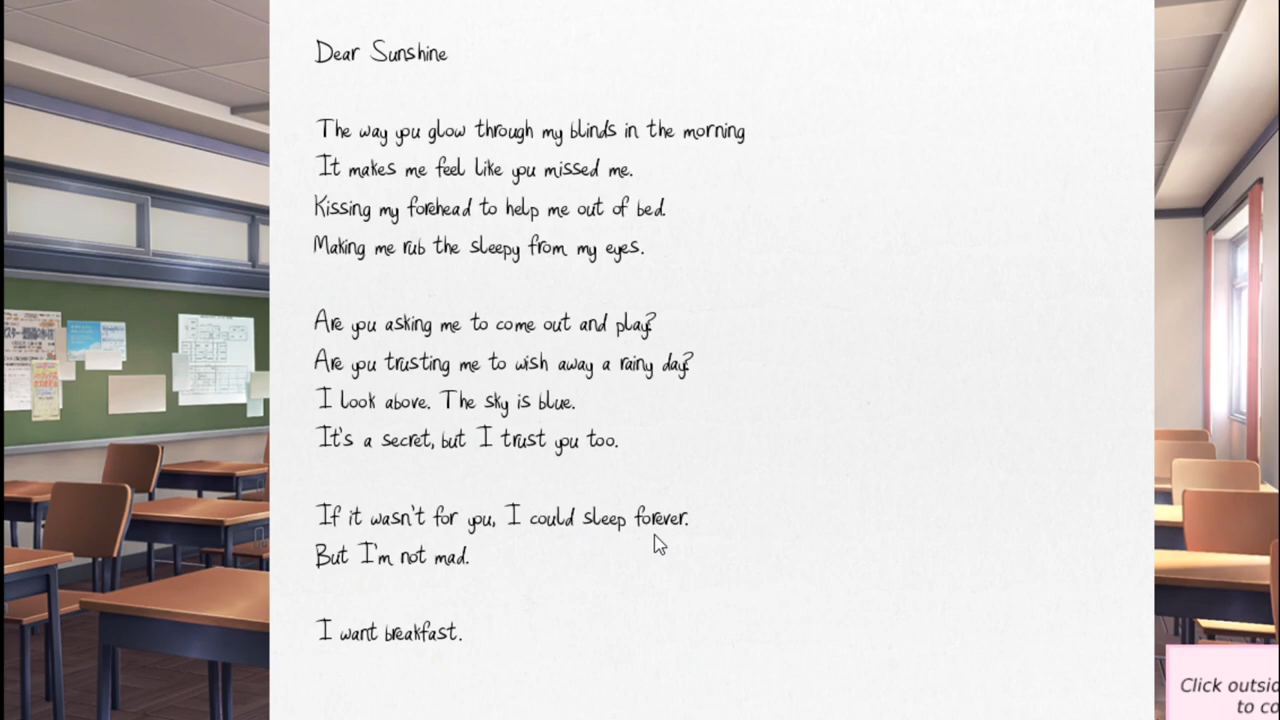 Dear Sunshine
The way you glow through my blinds in the morning
It makes me feel like you missed me.
Kissing my forehead to help me out of bed.
Making me rub the sleepy from my eyes.
Are you asking me to come out and play?
Are you trusting me to wish away a rainy day?
I look above. The sky is blue.
It's a secret, but I trust you too.
If it wasn't for you, I could sleep forever.
But I'm not mad.
I want breakfast.
Click outsid
to co